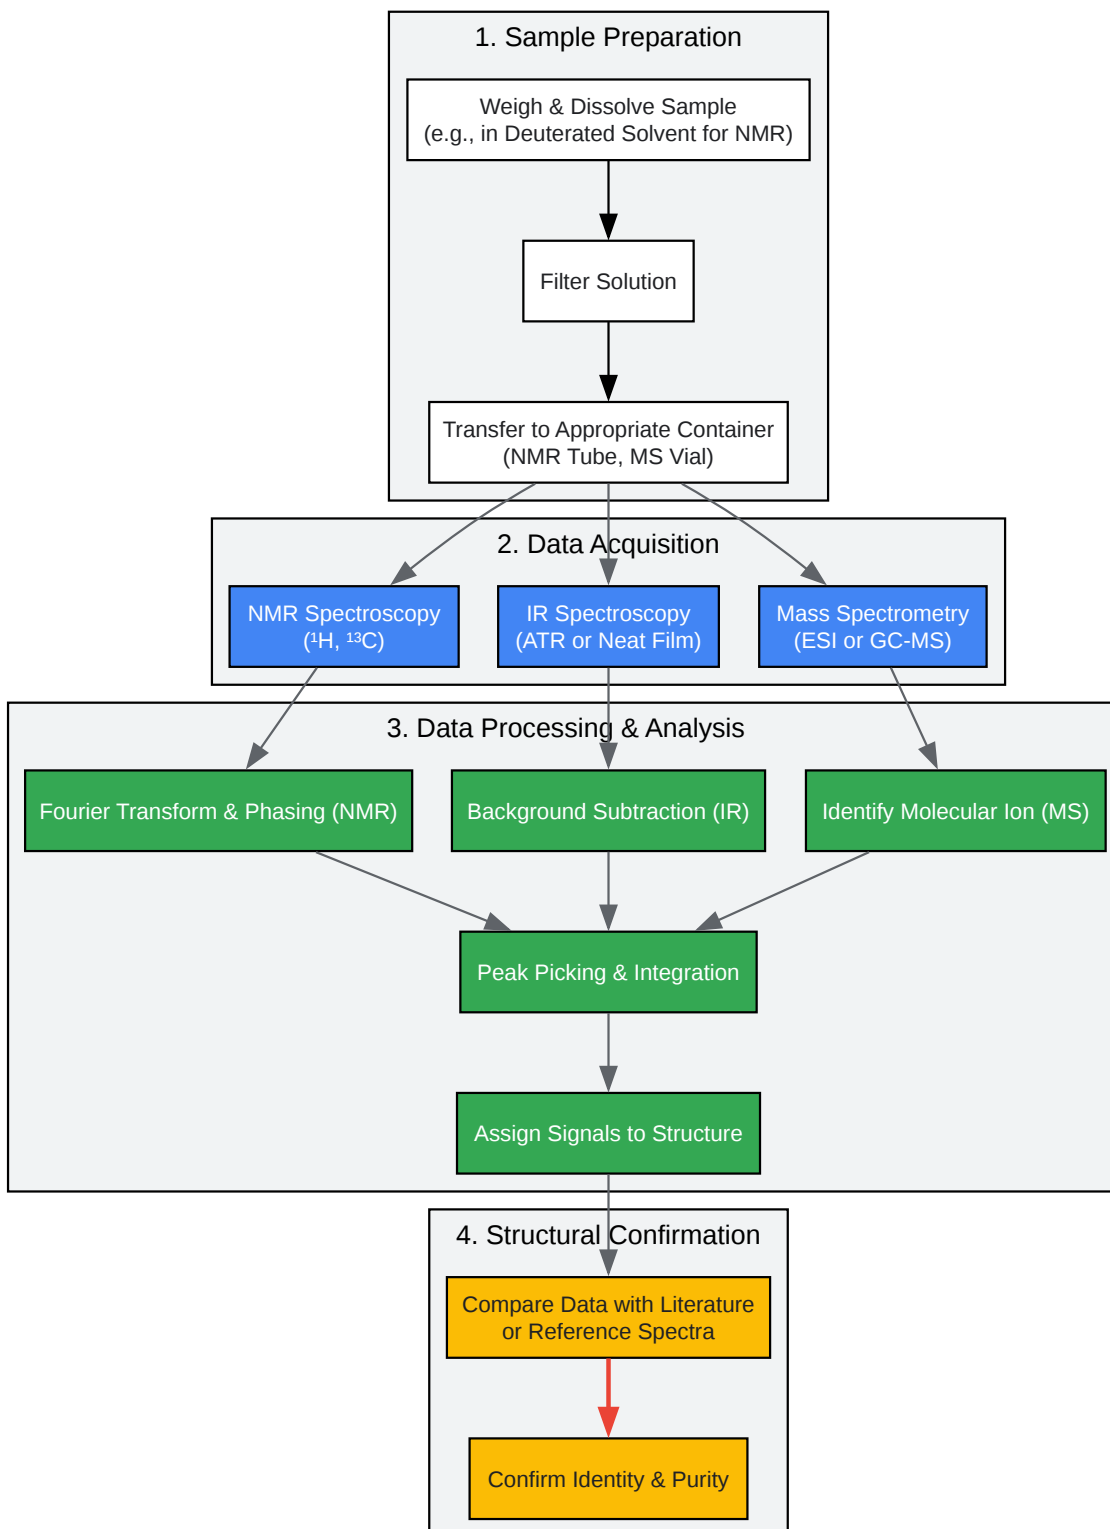 1. Sample Preparation
Weigh & Dissolve Sample
(e.g., in Deuterated Solvent for NMR)
Filter Solution
Transfer to Appropriate Container
(NMR Tube, MS Vial)
2. Data Acquisition
NMR Spectroscopy
(¹H, ¹³C)
IR Spectroscopy
(ATR or Neat Film)
Mass Spectrometry
(ESI or GC-MS)
3. Data Processing & Analysis
Fourier Transform & Phasing (NMR)
Background Subtraction (IR)
Identify Molecular Ion (MS)
Peak Picking & Integration
Assign Signals to Structure
4. Structural Confirmation
Compare Data with Literature
or Reference Spectra
Confirm Identity & Purity